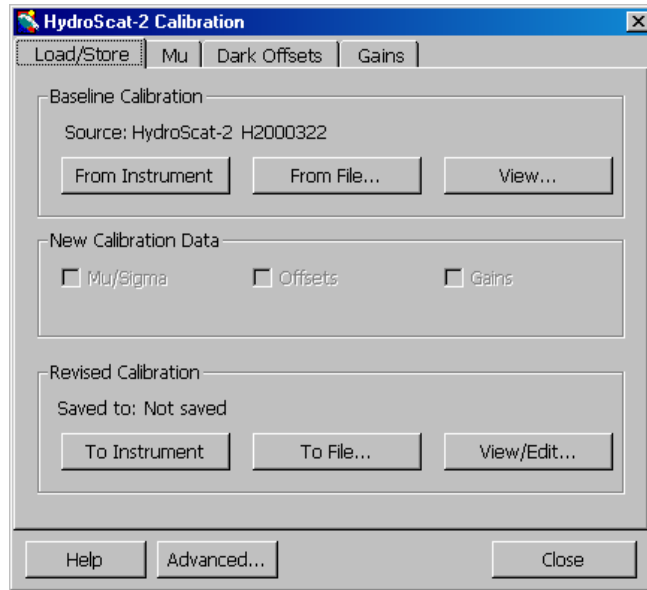 HydroScat-2 Calibration
Load/Store Mu Dark Offsets Gains
Baseline Calibration
Source: HydroScat-2 H2000322
From Instrument From File... View...
New Calibration Data
Mu/Sigma Offsets Gains
Revised Calibration
Saved to: Not saved
To Instrument To File... View/Edit...
Help Advanced... Close